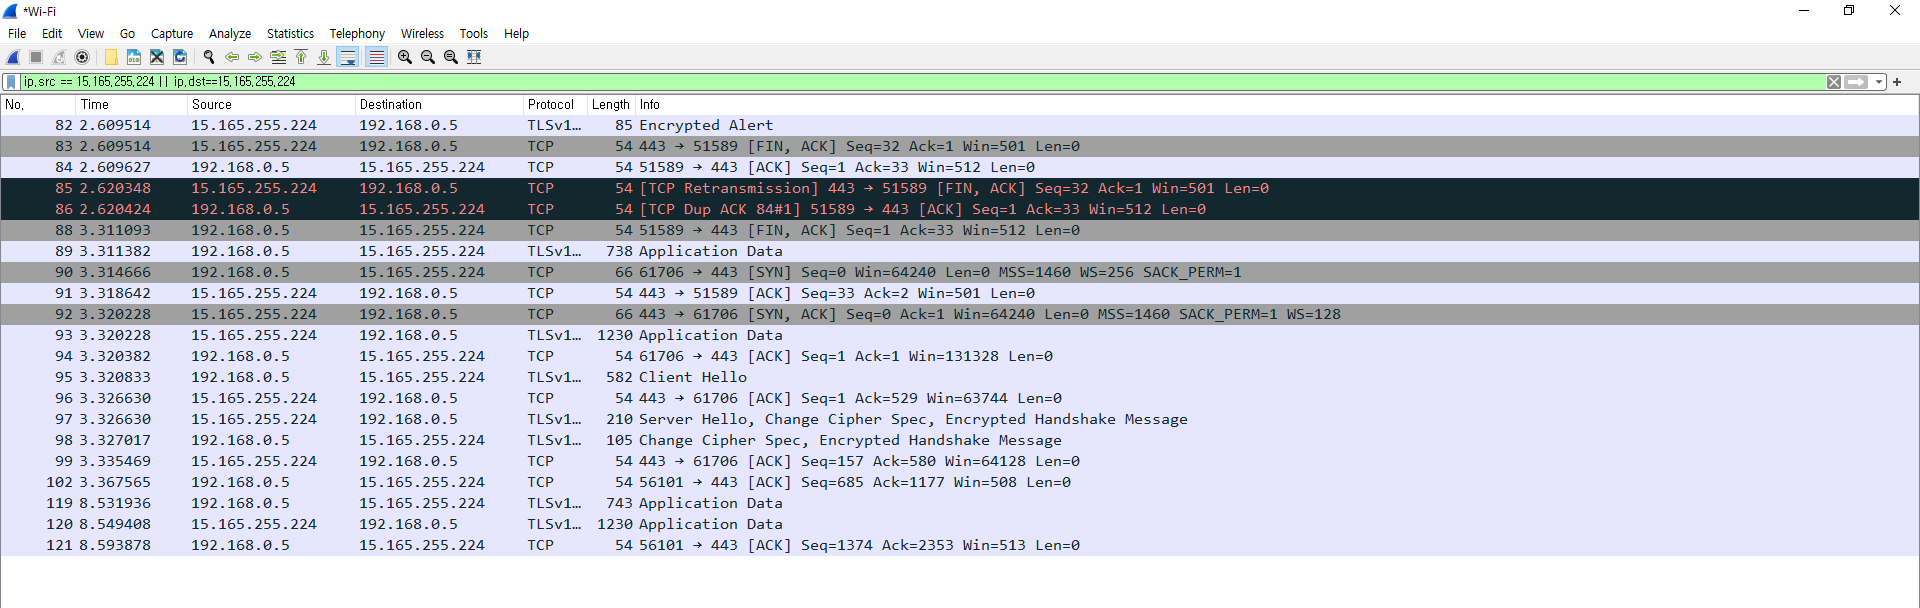 *Wi-Fi
File Edit View Go Capture Analyze Statistics Telephony Wireless Tools Help
ip.src == 15.165.255.224 || ip.dst==15.165.255.224
No. Time Source Destination Protocol Length Info
82 2.609514 15.165.255.224 192.168.0.5 TLSv1… 85 Encrypted Alert
83 2.609514 15.165.255.224 192.168.0.5 TCP 54 443 → 51589 [FIN, ACK] Seq=32 Ack=1 Win=501 Len=0
84 2.609627 192.168.0.5 15.165.255.224 TCP 54 51589 → 443 [ACK] Seq=1 Ack=33 Win=512 Len=0
85 2.620348 15.165.255.224 192.168.0.5 TCP 54 [TCP Retransmission] 443 → 51589 [FIN, ACK] Seq=32 Ack=1 Win=501 Len=0
86 2.620424 192.168.0.5 15.165.255.224 TCP 54 [TCP Dup ACK 84#1] 51589 → 443 [ACK] Seq=1 Ack=33 Win=512 Len=0
88 3.311093 192.168.0.5 15.165.255.224 TCP 54 51589 → 443 [FIN, ACK] Seq=1 Ack=33 Win=512 Len=0
89 3.311382 192.168.0.5 15.165.255.224 TLSv1… 738 Application Data
90 3.314666 192.168.0.5 15.165.255.224 TCP 66 61706 → 443 [SYN] Seq=0 Win=64240 Len=0 MSS=1460 WS=256 SACK_PERM=1
91 3.318642 15.165.255.224 192.168.0.5 TCP 54 443 → 51589 [ACK] Seq=33 Ack=2 Win=501 Len=0
92 3.320228 15.165.255.224 192.168.0.5 TCP 66 443 → 61706 [SYN, ACK] Seq=0 Ack=1 Win=64240 Len=0 MSS=1460 SACK_PERM=1 WS=128
93 3.320228 15.165.255.224 192.168.0.5 TLSv1… 1230 Application Data
94 3.320382 192.168.0.5 15.165.255.224 TCP 54 61706 → 443 [ACK] Seq=1 Ack=1 Win=131328 Len=0
95 3.320833 192.168.0.5 15.165.255.224 TLSv1… 582 Client Hello
96 3.326630 15.165.255.224 192.168.0.5 TCP 54 443 → 61706 [ACK] Seq=1 Ack=529 Win=63744 Len=0
97 3.326630 15.165.255.224 192.168.0.5 TLSv1… 210 Server Hello, Change Cipher Spec, Encrypted Handshake Message
98 3.327017 192.168.0.5 15.165.255.224 TLSv1… 105 Change Cipher Spec, Encrypted Handshake Message
99 3.335469 15.165.255.224 192.168.0.5 TCP 54 443 → 61706 [ACK] Seq=157 Ack=580 Win=64128 Len=0
102 3.367565 192.168.0.5 15.165.255.224 TCP 54 56101 → 443 [ACK] Seq=685 Ack=1177 Win=508 Len=0
119 8.531936 192.168.0.5 15.165.255.224 TLSv1… 743 Application Data
120 8.549408 15.165.255.224 192.168.0.5 TLSv1… 1230 Application Data
121 8.593878 192.168.0.5 15.165.255.224 TCP 54 56101 → 443 [ACK] Seq=1374 Ack=2353 Win=513 Len=0